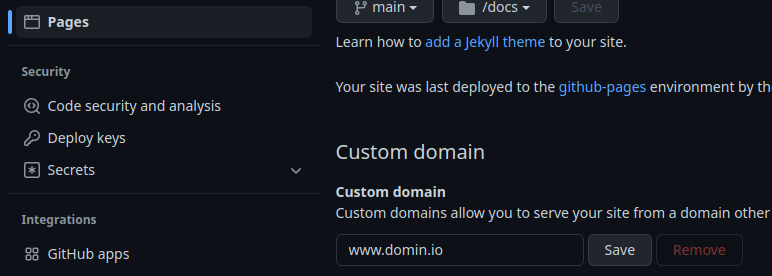 Pages
Security
Code security and analysis
Deploy keys
Secrets
Integrations
GitHub apps
main
/docs
Save
Learn how to add a Jekyll theme to your site.
Your site was last deployed to the github-pages environment by the
Custom domain
Custom domain
Custom domains allow you to serve your site from a domain other
www.domin.io
Save
Remove